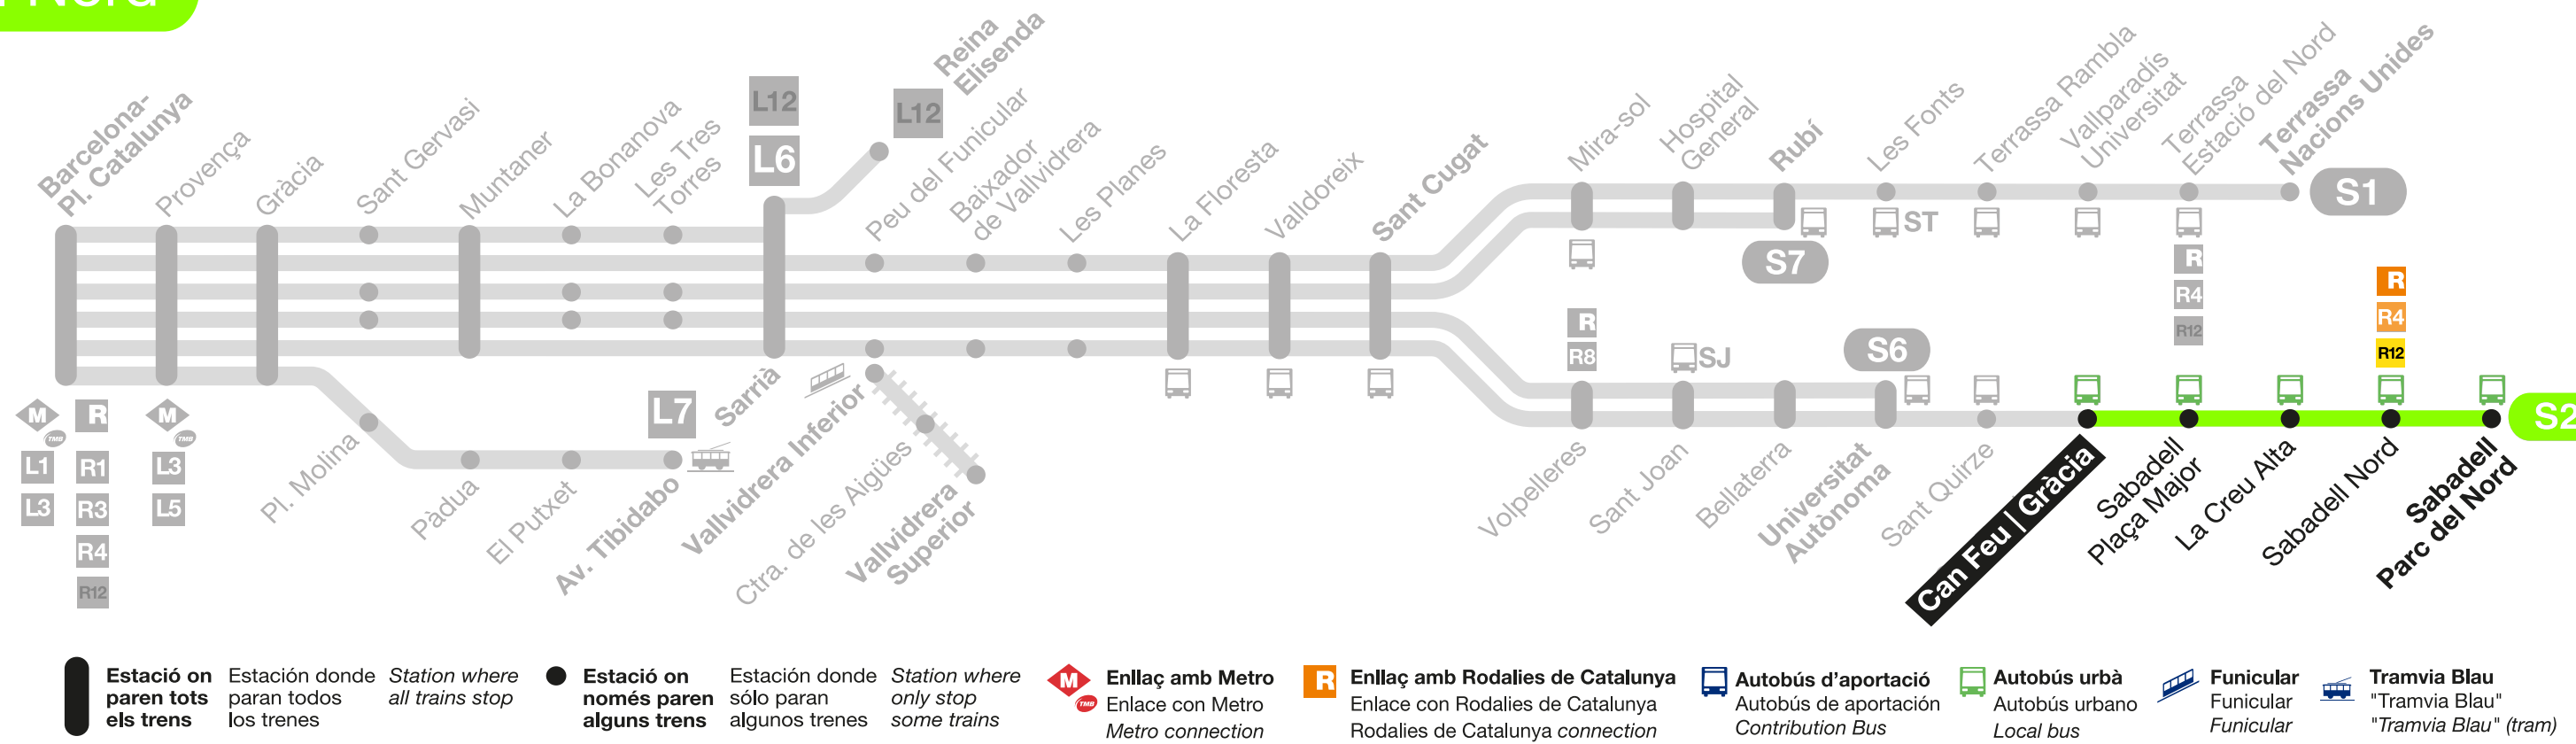 Nord
Barcelona-
Pl. Catalunya
Provença
Gràcia
Sant Gervasi
Muntaner
La Bonanova
Les Tres
Torres
L12
L6
Reina
Elisenda
L12
Peu del Funicular
Baixador
de Vallvidrera
Les Planes
La Floresta
Valldoreix
Sant Cugat
Mira-sol
Hospital
General
Rubí
Les Fonts
Terrassa Rambla
Vallparadís
Universitat
Terrassa
Estació del Nord
Terrassa
Nacions Unides
S1
ST
S7
R
R4
R12
R
R4
R12
R
R8
SJ
S6
S2
M
TMB
L1
L3
R
R1
R3
R4
R12
M
TMB
L3
L5
Pl. Molina
Pàdua
El Putxet
Av. Tibidabo
L7
Sarrià
Vallvidrera Inferior
Ctra. de les Aigües
Vallvidrera
Superior
Volpelleres
Sant Joan
Bellaterra
Universitat
Autònoma
Sant Quirze
Can Feu | Gràcia
Sabadell
Plaça Major
La Creu Alta
Sabadell Nord
Sabadell
Parc del Nord
Estació on
paren tots
els trens
Estación donde
paran todos
los trenes
Station where
all trains stop
Estació on
només paren
alguns trens
Estación donde
sólo paran
algunos trenes
Station where
only stop
some trains
M
TMB
Enllaç amb Metro
Enlace con Metro
Metro connection
R
Enllaç amb Rodalies de Catalunya
Enlace con Rodalies de Catalunya
Rodalies de Catalunya connection
Autobús d'aportació
Autobús de aportación
Contribution Bus
Autobús urbà
Autobús urbano
Local bus
Funicular
Funicular
Funicular
Tramvia Blau
"Tramvia Blau"
"Tramvia Blau" (tram)